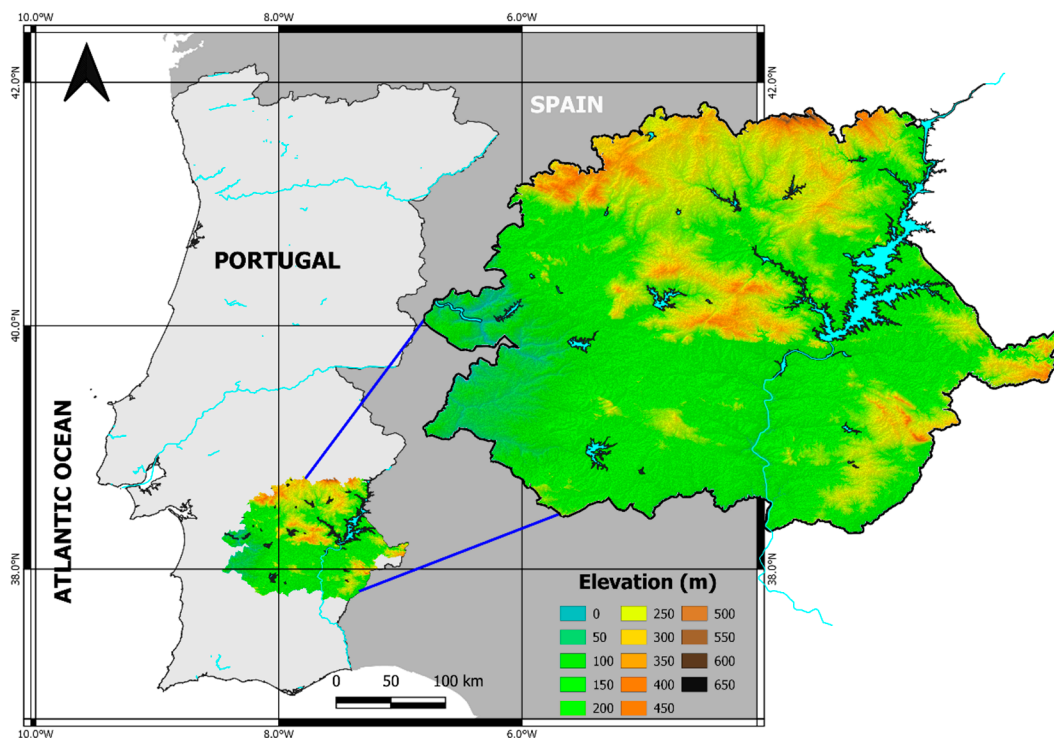 10.0°W 8.0°W 6.0°W
42.0°N 42.0°N
SPAIN
PORTUGAL
40.0°N 40.0°N
ATLANTIC OCEAN
38.0°N 38.0°N
Elevation (m)
0 250 500
50 300 550
100 350 600
150 400 650
200 450
0 50 100 km
10.0°W 8.0°W 6.0°W